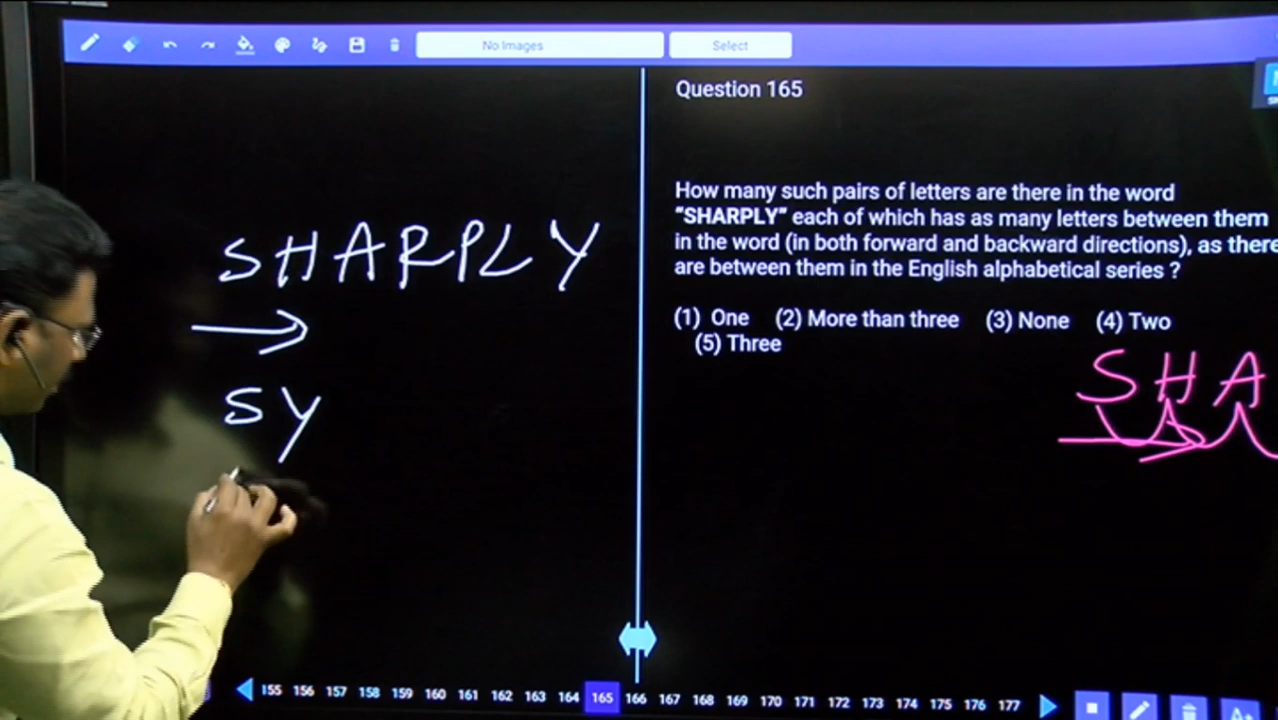 No Images
Select
Question 165
How many such pairs of letters are there in the word
“SHARPLY” each of which has as many letters between them
in the word (in both forward and backward directions), as there
are between them in the English alphabetical series ?
(1) One (2) More than three (3) None (4) Two
(5) Three
SHARPLY
SY
SHA
155 156 157 158 159 160 161 162 163 164 165 166 167 168 169 170 171 172 173 174 175 176 177